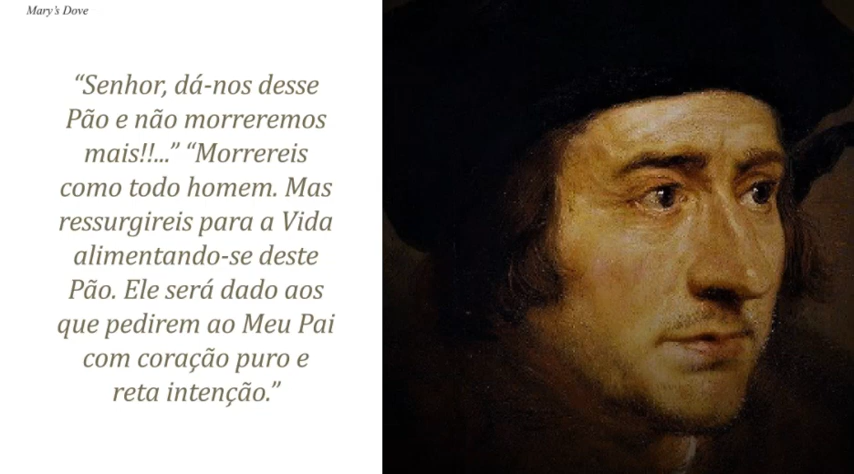 Mary's Dove
“Senhor, dá-nos desse
Pão e não morreremos
mais!!...” “Morrereis
como todo homem. Mas
ressurgireis para a Vida
alimentando-se deste
Pão. Ele será dado aos
que pedirem ao Meu Pai
com coração puro e
reta intenção.”